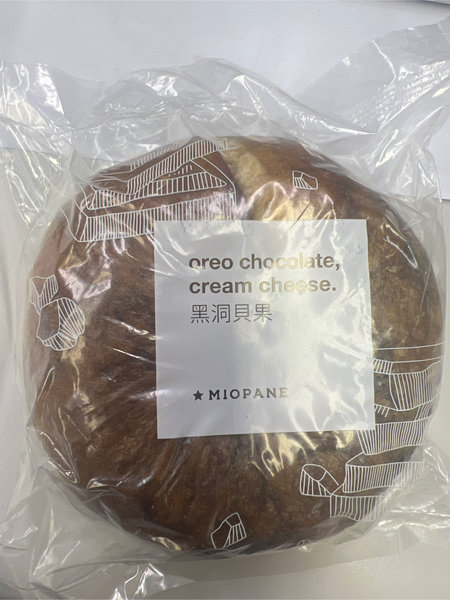 oreo chocolate,
cream cheese.
黑洞貝果
★ MIOPANE